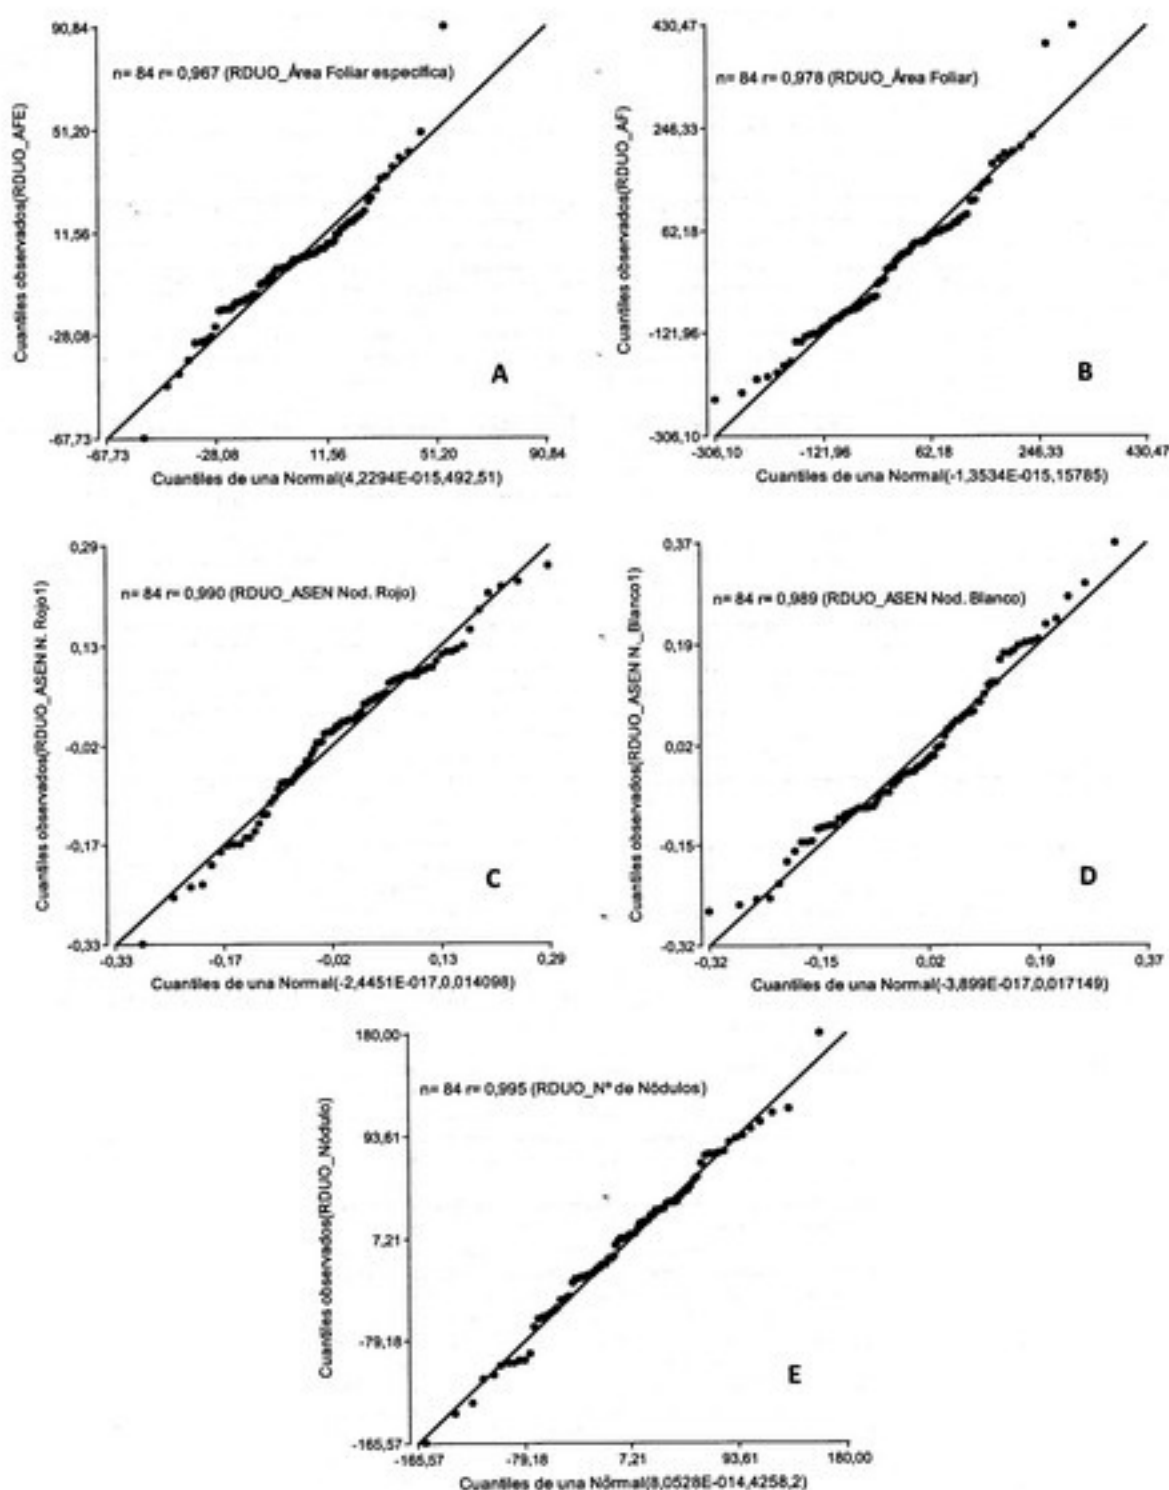 90,84
n= 84 r= 0,967 (RDUO_Área Foliar específica)
51,20
11,56
-28,08
-67,73
Cuantiles observados(RDUO_AFE)
A
-67,73 -28,08 11,56 51,20 90,84
Cuantiles de una Normal(4,2294E-015,492,51)
430,47
n= 84 r= 0,978 (RDUO_Área Foliar)
246,33
62,18
-121,96
-306,10
Cuantiles observados(RDUO_AF)
B
-306,10 -121,96 62,18 246,33 430,47
Cuantiles de una Normal(-1,3534E-015,15785)
0,29
n= 84 r= 0,990 (RDUO_ASEN Nod. Rojo)
0,13
-0,02
-0,17
-0,33
Cuantiles observados(RDUO_ASEN N. Rojo1)
C
-0,33 -0,17 -0,02 0,13 0,29
Cuantiles de una Normal(-2,4451E-017,0,014098)
0,37
n= 84 r= 0,989 (RDUO_ASEN Nod. Blanco)
0,19
0,02
-0,15
-0,32
Cuantiles observados(RDUO_ASEN N._Blanco1)
D
-0,32 -0,15 0,02 0,19 0,37
Cuantiles de una Normal(-3,899E-017,0,017149)
180,00
n= 84 r= 0,995 (RDUO_Nº de Nódulos)
93,61
7,21
-79,18
-165,57
Cuantiles observados(RDUO_Nódulo)
E
-165,57 -79,18 7,21 93,61 180,00
Cuantiles de una Normal(8,0528E-014,4258,2)